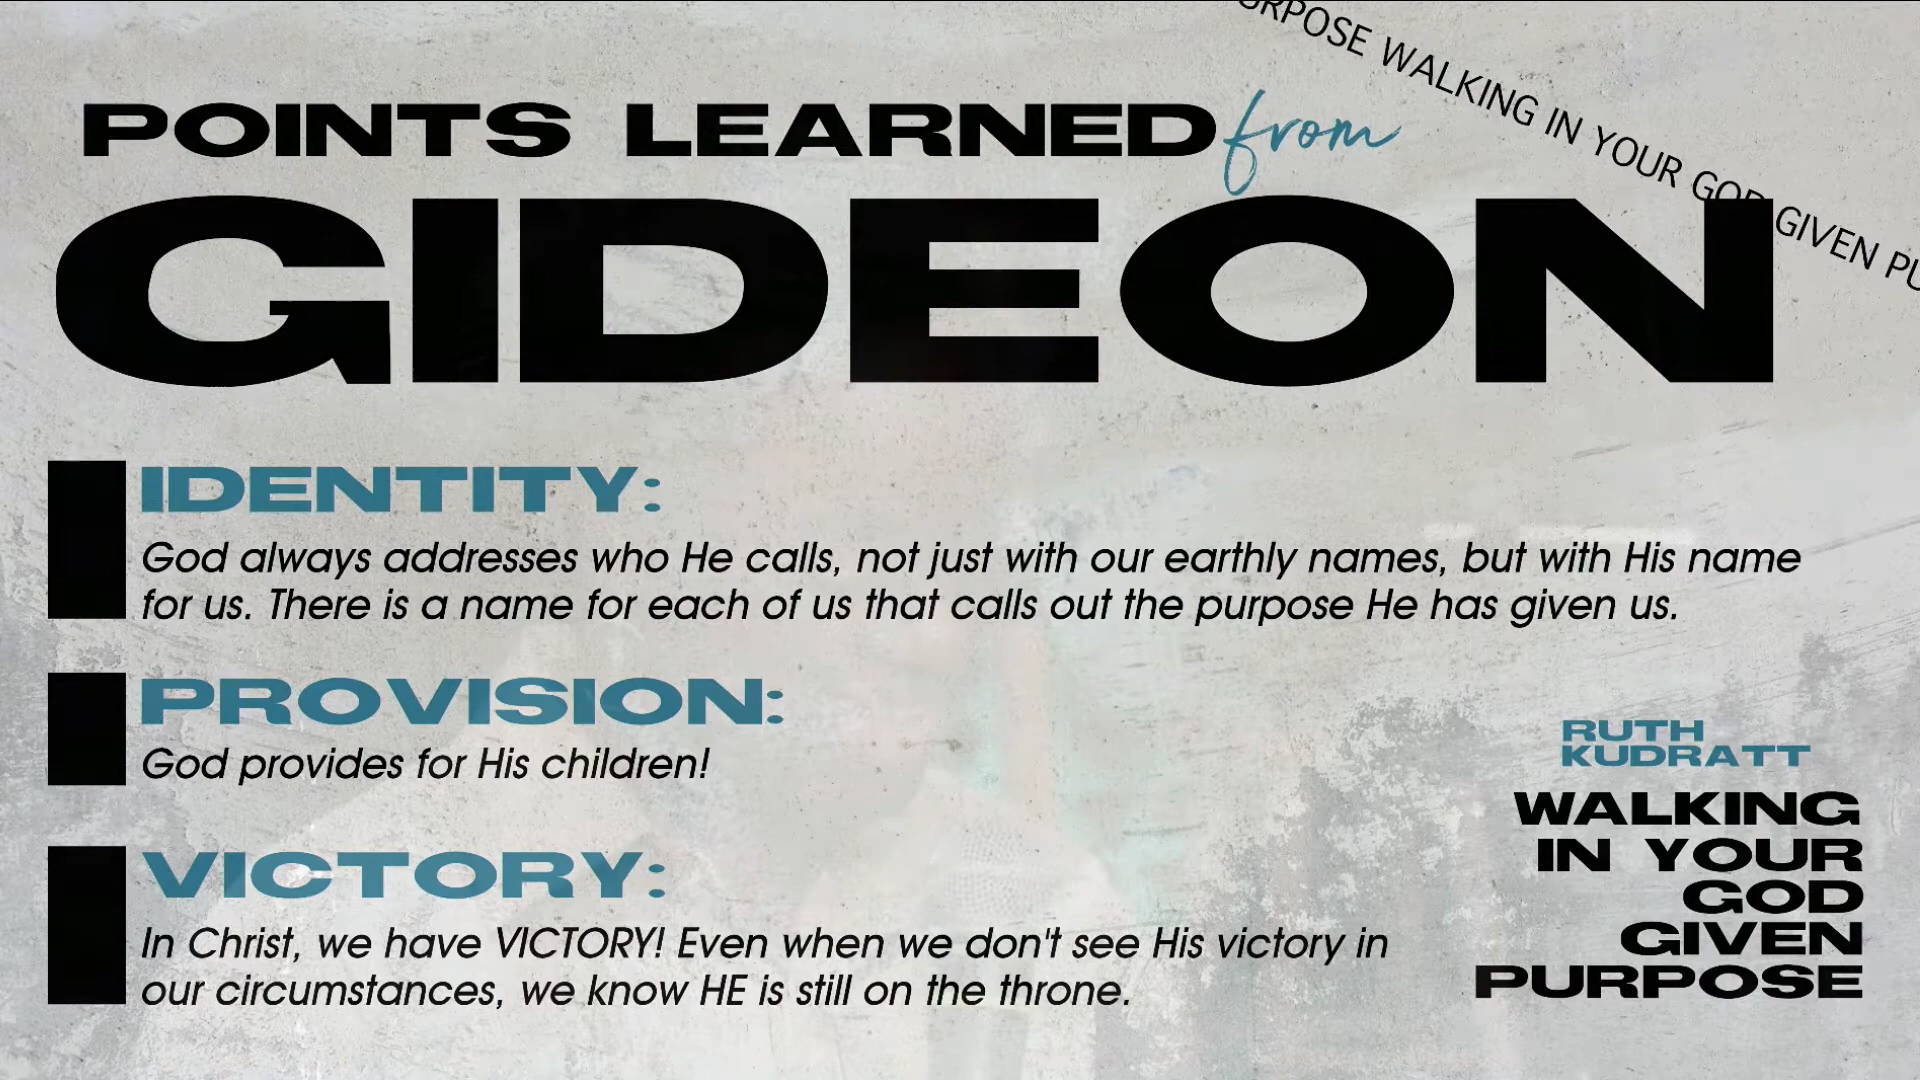 URPOSE WALKING IN YOUR GOD GIVEN PU
POINTS LEARNED from
GIDEON
IDENTITY:
God always addresses who He calls, not just with our earthly names, but with His name
for us. There is a name for each of us that calls out the purpose He has given us.
PROVISION:
God provides for His children!
VICTORY:
In Christ, we have VICTORY! Even when we don't see His victory in
our circumstances, we know HE is still on the throne.
RUTH
KUDRATT
WALKING
IN YOUR
GOD
GIVEN
PURPOSE